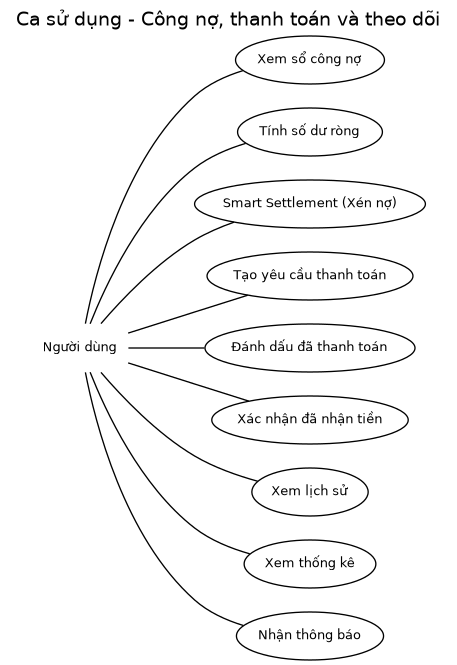 Ca sử dụng - Công nợ, thanh toán và theo dõi
Xem sổ công nợ
Tính số dư ròng
Smart Settlement (Xén nợ)
Tạo yêu cầu thanh toán
Người dùng
Đánh dấu đã thanh toán
Xác nhận đã nhận tiền
Xem lịch sử
Xem thống kê
Nhận thông báo